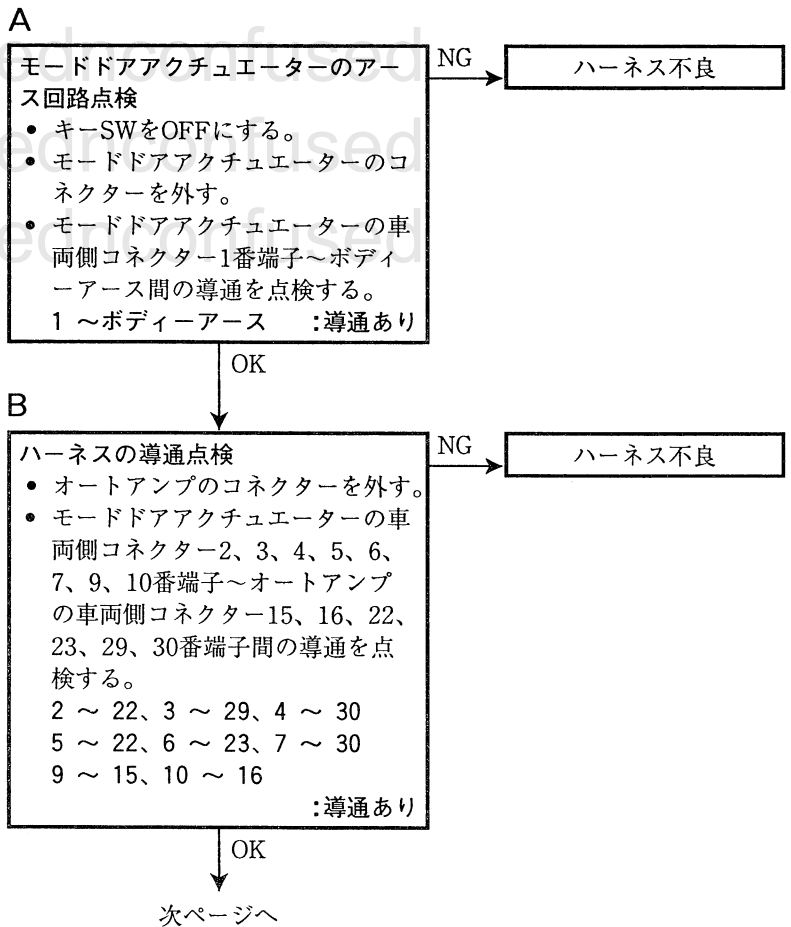 A
モードドアアクチュエーターのアー
ス回路点検
• キーSWをOFFにする。
• モードドアアクチュエーターのコ
ネクターを外す。
• モードドアアクチュエーターの車
両側コネクター1番端子～ボディ
ーアース間の導通を点検する。
1 ～ボディーアース :導通あり
NG
ハーネス不良
OK
B
ハーネスの導通点検
• オートアンプのコネクターを外す。
• モードドアアクチュエーターの車
両側コネクター2、3、4、5、6、
7、9、10番端子～オートアンプ
の車両側コネクター15、16、22、
23、29、30番端子間の導通を点
検する。
2 ～ 22、3 ～ 29、4 ～ 30
5 ～ 22、6 ～ 23、7 ～ 30
9 ～ 15、10 ～ 16
:導通あり
NG
ハーネス不良
OK
次ページへ
ednconfused
ednconfused
ednconfused